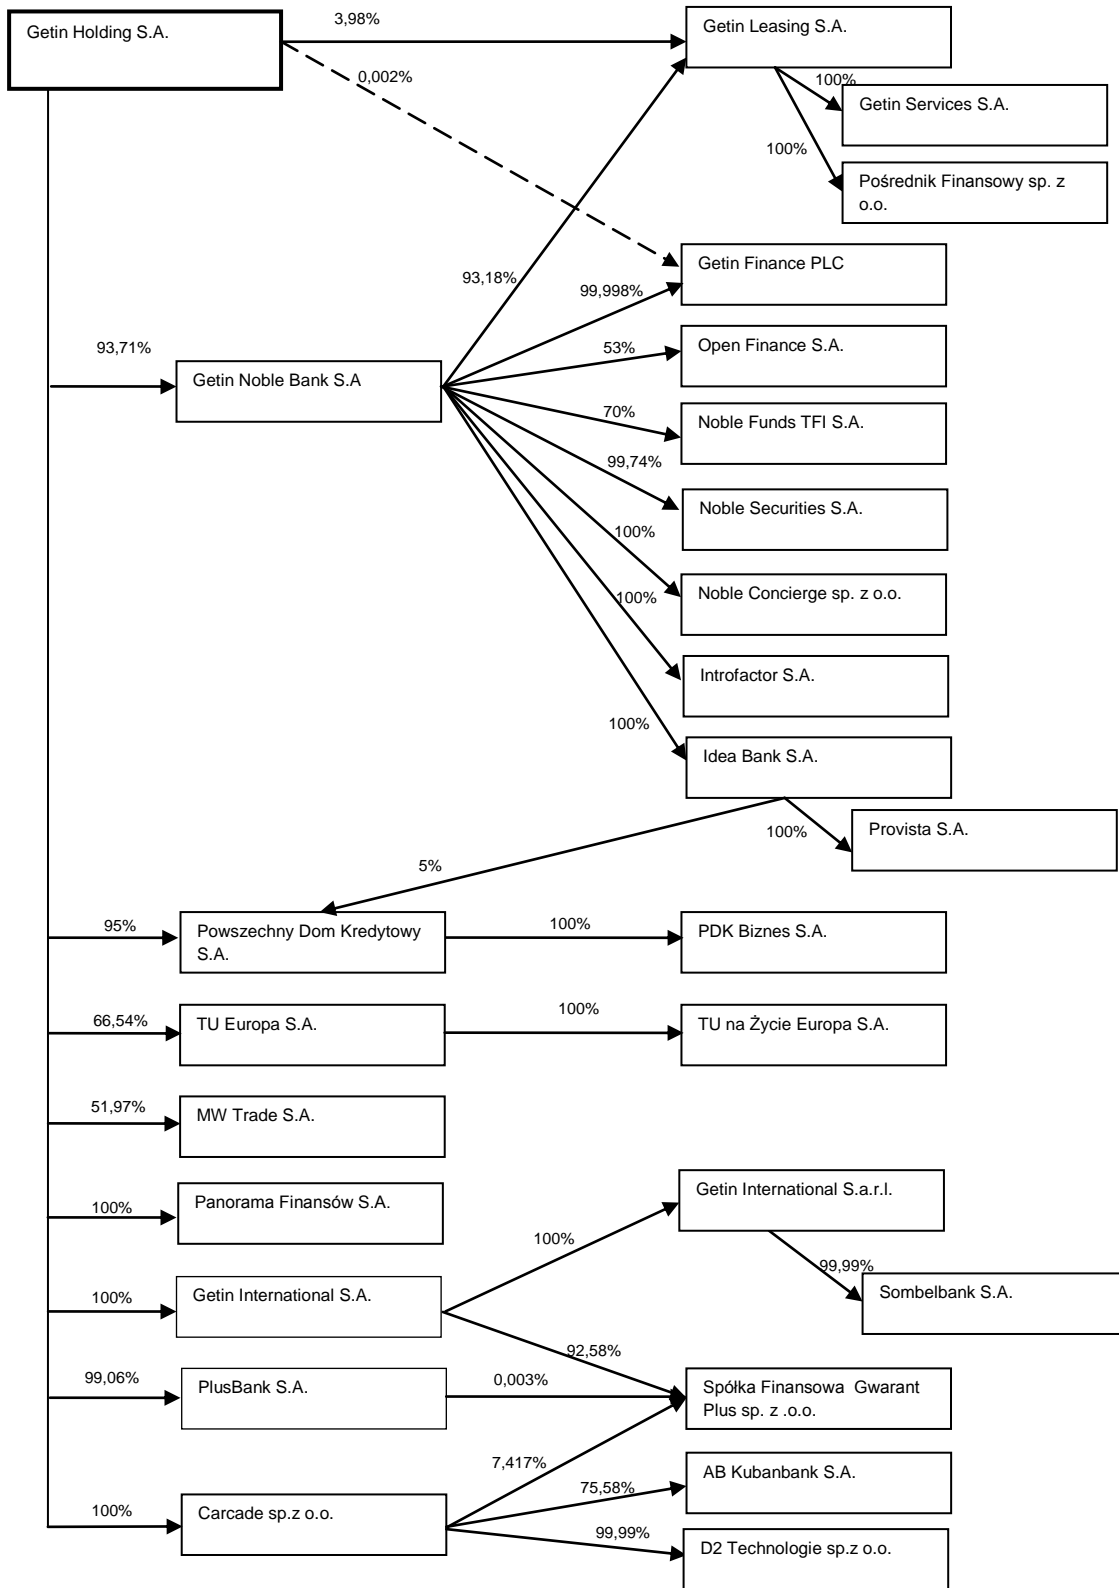 Getin Holding S.A.
3,98%
Getin Leasing S.A.
0,002%
100%
Getin Services S.A.
100%
Pośrednik Finansowy sp. z
o.o.
Getin Finance PLC
93,18%
99,998%
93,71%
Getin Noble Bank S.A
53%
Open Finance S.A.
70%
Noble Funds TFI S.A.
99,74%
Noble Securities S.A.
100%
Noble Concierge sp. z o.o.
100%
Introfactor S.A.
100%
Idea Bank S.A.
100%
Provista S.A.
5%
95%
Powszechny Dom Kredytowy
S.A.
100%
PDK Biznes S.A.
66,54%
TU Europa S.A.
100%
TU na Życie Europa S.A.
51,97%
MW Trade S.A.
100%
Panorama Finansów S.A.
Getin International S.a.r.l.
100%
99,99%
Sombelbank S.A.
100%
Getin International S.A.
92,58%
99,06%
PlusBank S.A.
0,003%
Spółka Finansowa  Gwarant
Plus sp. z .o.o.
7,417%
75,58%
AB Kubanbank S.A.
100%
Carcade sp.z o.o.
99,99%
D2 Technologie sp.z o.o.